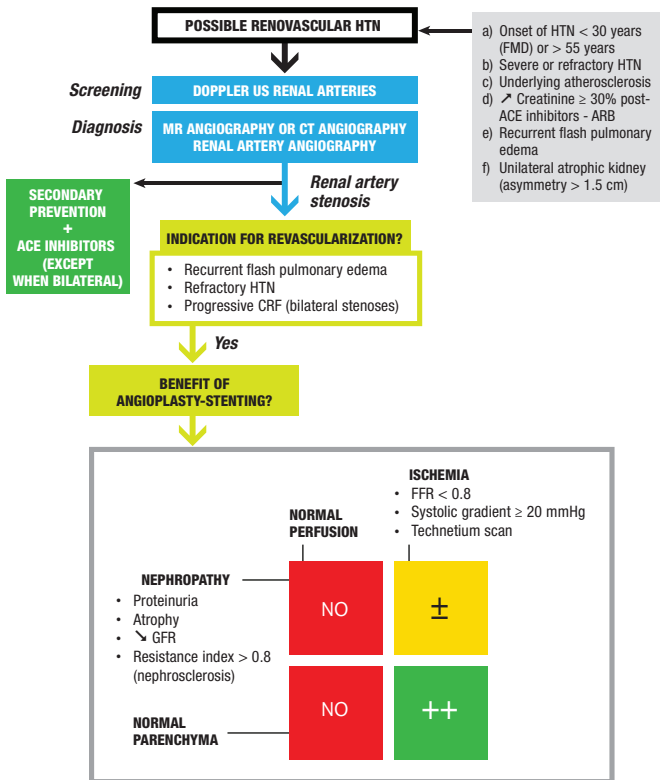 POSSIBLE RENOVASCULAR HTN
a) Onset of HTN < 30 years
(FMD) or > 55 years
b) Severe or refractory HTN
c) Underlying atherosclerosis
d) ↗ Creatinine ≥ 30% post-
ACE inhibitors - ARB
e) Recurrent flash pulmonary
edema
f) Unilateral atrophic kidney
(asymmetry > 1.5 cm)
Screening
DOPPLER US RENAL ARTERIES
Diagnosis
MR ANGIOGRAPHY OR CT ANGIOGRAPHY
RENAL ARTERY ANGIOGRAPHY
Renal artery
stenosis
SECONDARY
PREVENTION
+
ACE INHIBITORS
(EXCEPT
WHEN BILATERAL)
INDICATION FOR REVASCULARIZATION?
• Recurrent flash pulmonary edema
• Refractory HTN
• Progressive CRF (bilateral stenoses)
Yes
BENEFIT OF
ANGIOPLASTY-STENTING?
ISCHEMIA
• FFR < 0.8
• Systolic gradient ≥ 20 mmHg
• Technetium scan
NORMAL
PERFUSION
NEPHROPATHY
• Proteinuria
• Atrophy
• ↘ GFR
• Resistance index > 0.8
(nephrosclerosis)
NO
±
NO
++
NORMAL
PARENCHYMA